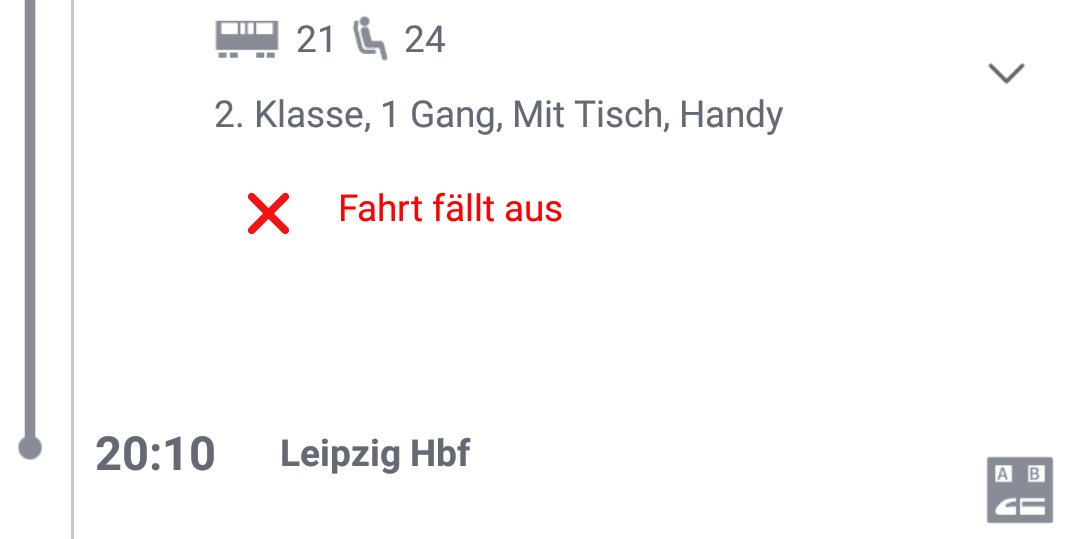 21 24
2. Klasse, 1 Gang, Mit Tisch, Handy
Fahrt fällt aus
20:10 Leipzig Hbf
A B